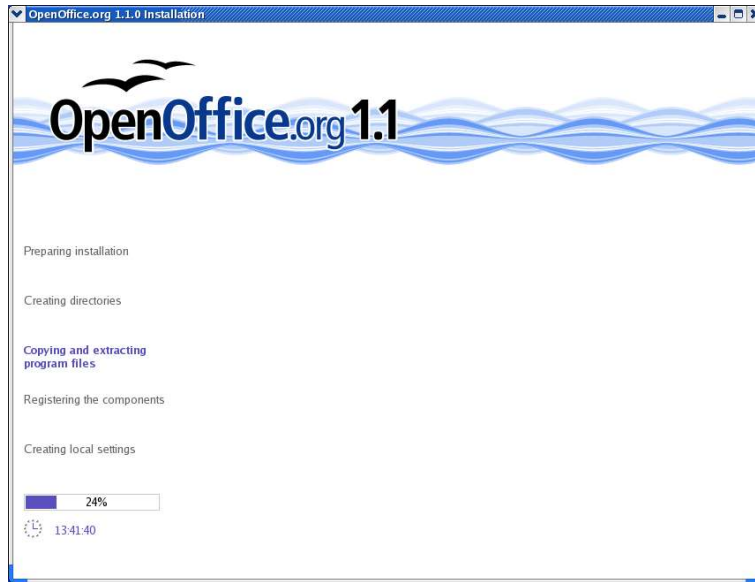 OpenOffice.org 1.1.0 Installation
OpenOffice.org 1.1
Preparing installation
Creating directories
Copying and extracting
program files
Registering the components
Creating local settings
24%
13:41:40